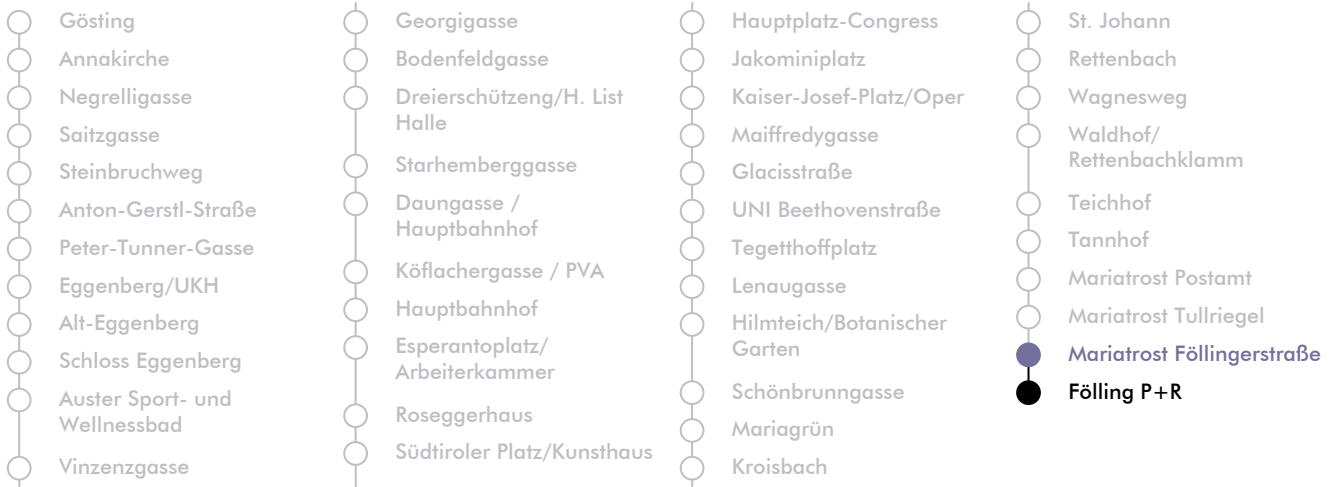 Gösting
Annakirche
Negrelligasse
Saitzgasse
Steinbruchweg
Anton-Gerstl-Straße
Peter-Tunner-Gasse
Eggenberg/UKH
Alt-Eggenberg
Schloss Eggenberg
Auster Sport- und
Wellnessbad
Vinzenzgasse
Georgigasse
Bodenfeldgasse
Dreierschützeng/H. List
Halle
Starhemberggasse
Daungasse /
Hauptbahnhof
Köflachergasse / PVA
Hauptbahnhof
Esperantoplatz/
Arbeiterkammer
Roseggerhaus
Südtiroler Platz/Kunsthaus
Hauptplatz-Congress
Jakominiplatz
Kaiser-Josef-Platz/Oper
Maiffredygasse
Glacisstraße
UNI Beethovenstraße
Tegetthoffplatz
Lenaugasse
Hilmteich/Botanischer
Garten
Schönbrunngasse
Mariagrün
Kroisbach
St. Johann
Rettenbach
Wagnesweg
Waldhof/
Rettenbachklamm
Teichhof
Tannhof
Mariatrost Postamt
Mariatrost Tullriegel
Mariatrost Föllingerstraße
Fölling P+R